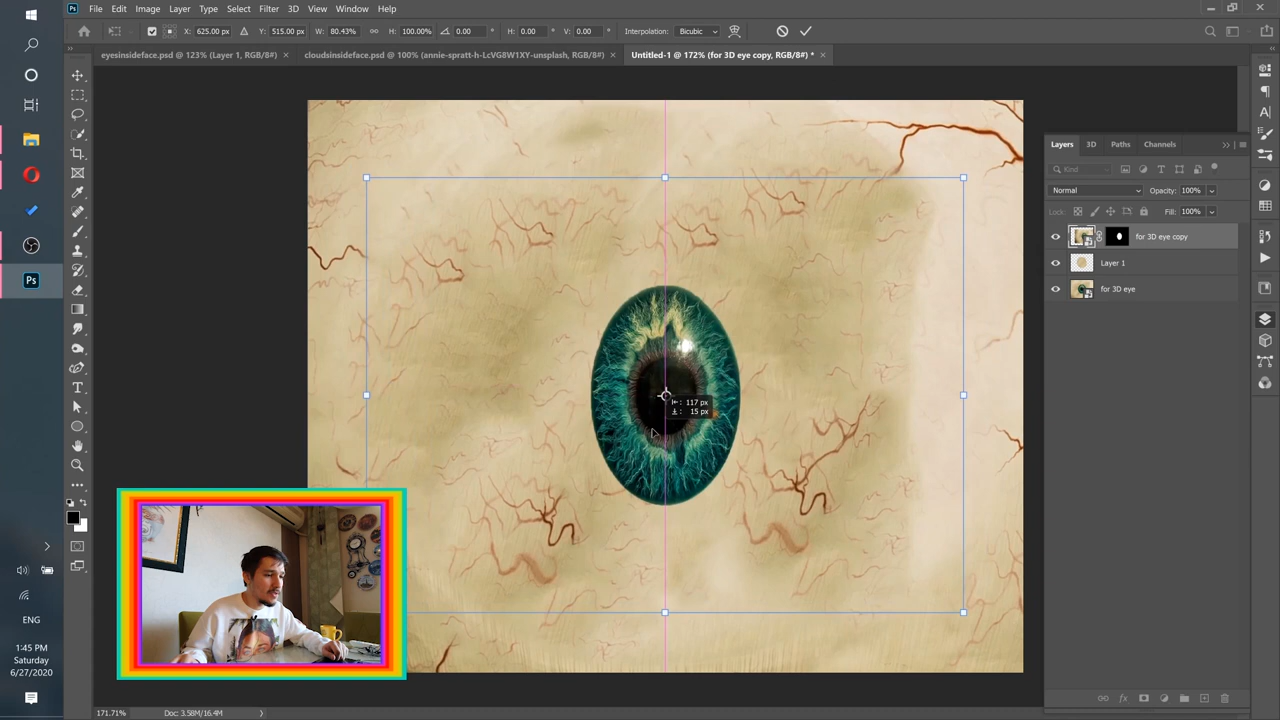 Ps File Edit Image Layer Type Select Filter 3D View Window Help
X: 625.00 px Y: 515.00 px W: 80.43% H: 100.00% 0.00 ° H: 0.00 ° V: 0.00 ° Interpolation: Bicubic
eyesinsideface.psd @ 123% (Layer 1, RGB/8#) × cloudsinsideface.psd @ 100% (annie-spratt-h-LcVG8W1XY-unsplash, RGB/8#) × Untitled-1 @ 172% (for 3D eye copy, RGB/8#) * ×
Layers 3D Paths Channels
Kind
Normal Opacity: 100%
Lock: Fill: 100%
for 3D eye copy
Layer 1
for 3D eye
117 px
15 px
Ps
ENG
1:45 PM
Saturday
6/27/2020
171.71% Doc: 3.58M/16.4M